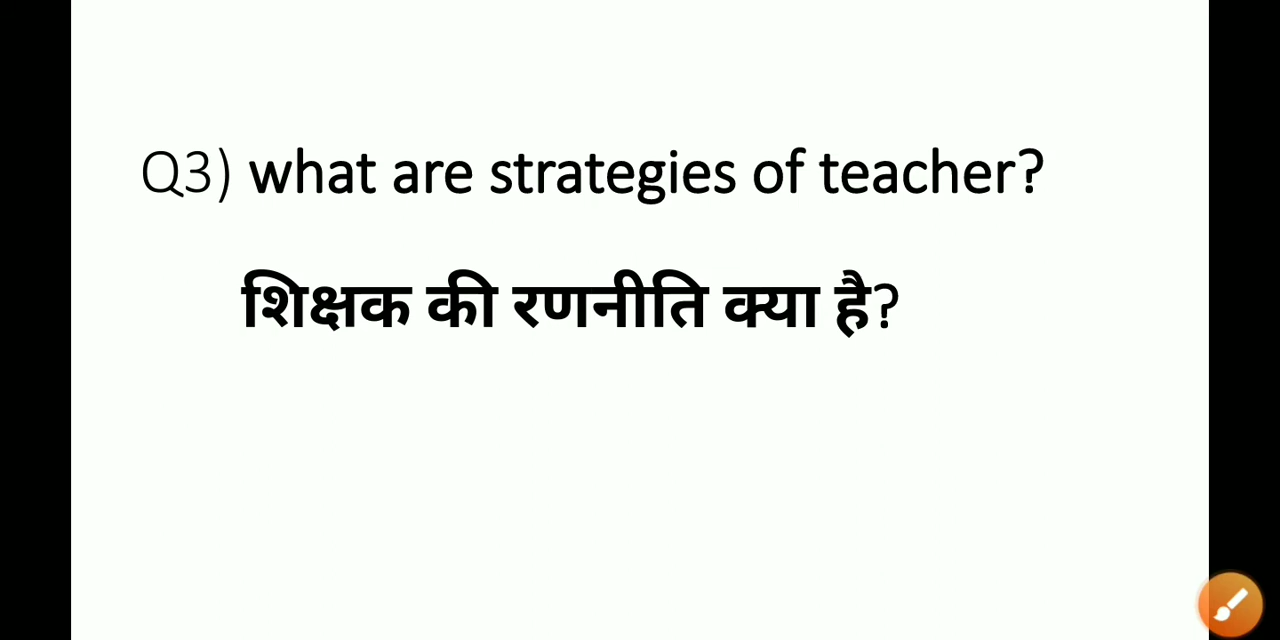 Q3) what are strategies of teacher?
शिक्षक की रणनीति क्या है?